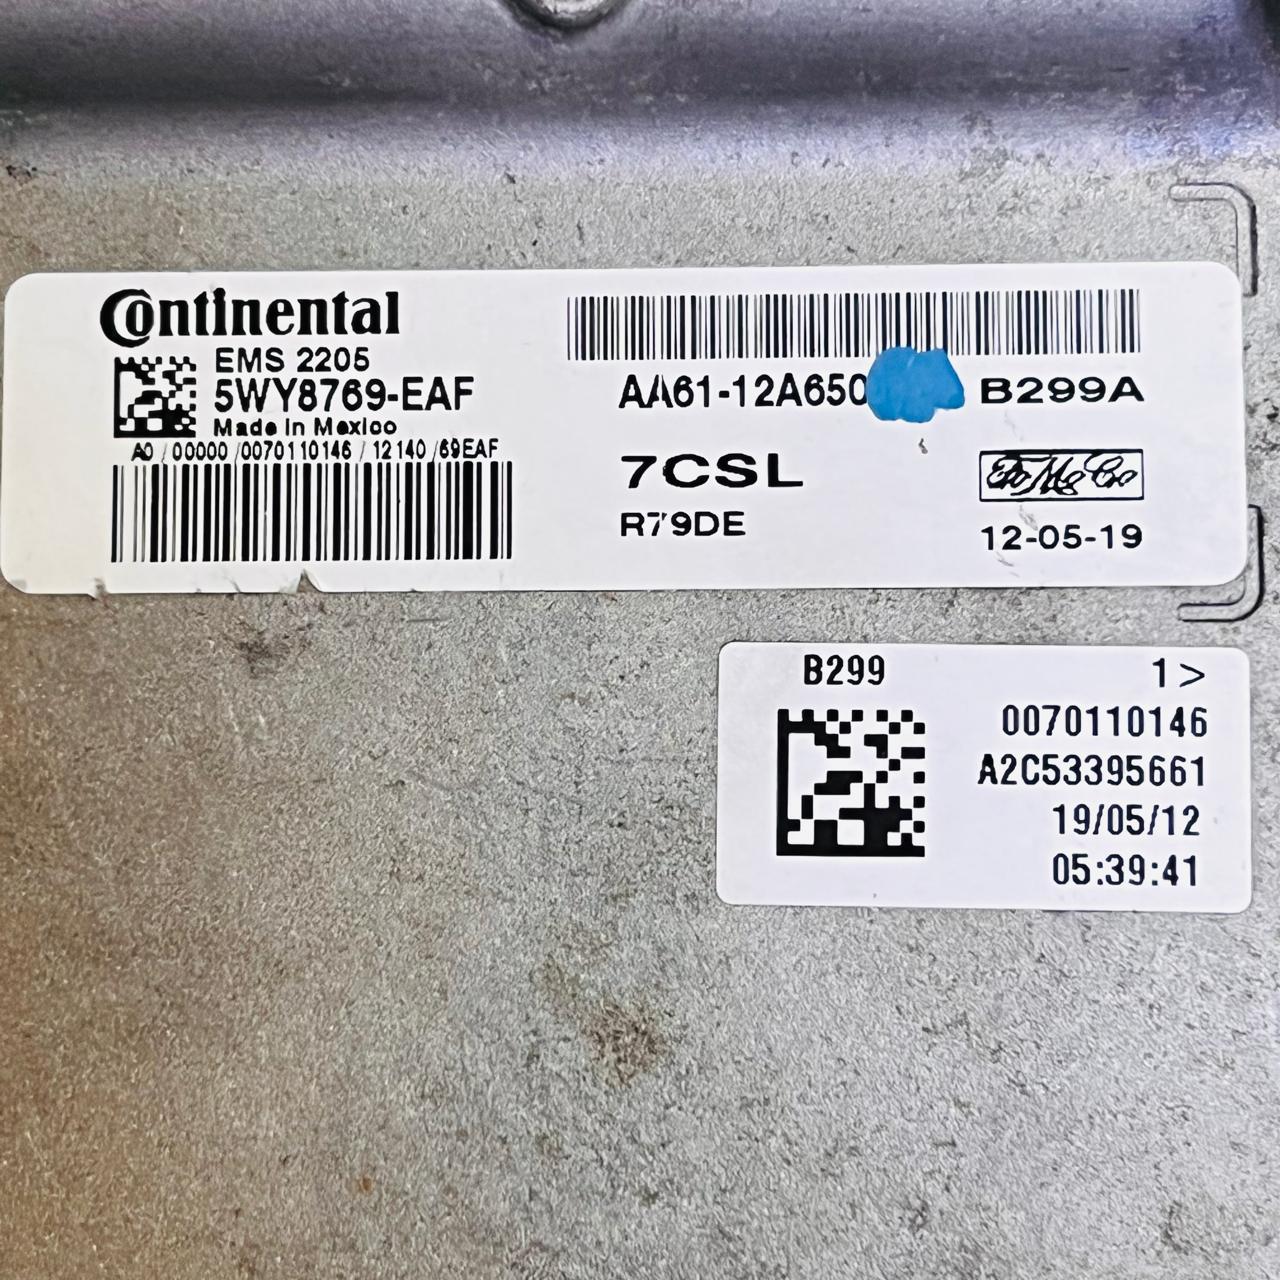 Continental
EMS 2205
5WY8769-EAF
Made in Mexico
A0 / 00000 /0070110146 / 12140 /69EAF
AA61-12A650 B299A
7CSL
R79DE
FoMoCo
12-05-19
B299 1>
0070110146
A2C53395661
19/05/12
05:39:41